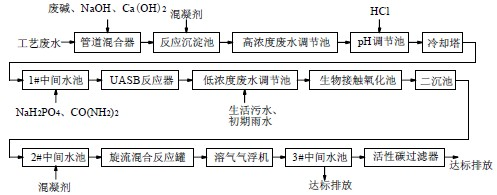 废碱、NaOH、Ca(OH)2
混凝剂
HCl
工艺废水 管道混合器 反应沉淀池 高浓度废水调节池 pH调节池 冷却塔
1#中间水池 UASB反应器 低浓度废水调节池 生物接触氧化池 二沉池
NaH2PO4、CO(NH2)2
生活污水、
初期雨水
2#中间水池 旋流混合反应罐 溶气气浮机 3#中间水池 活性碳过滤器
混凝剂
达标排放
达标排放